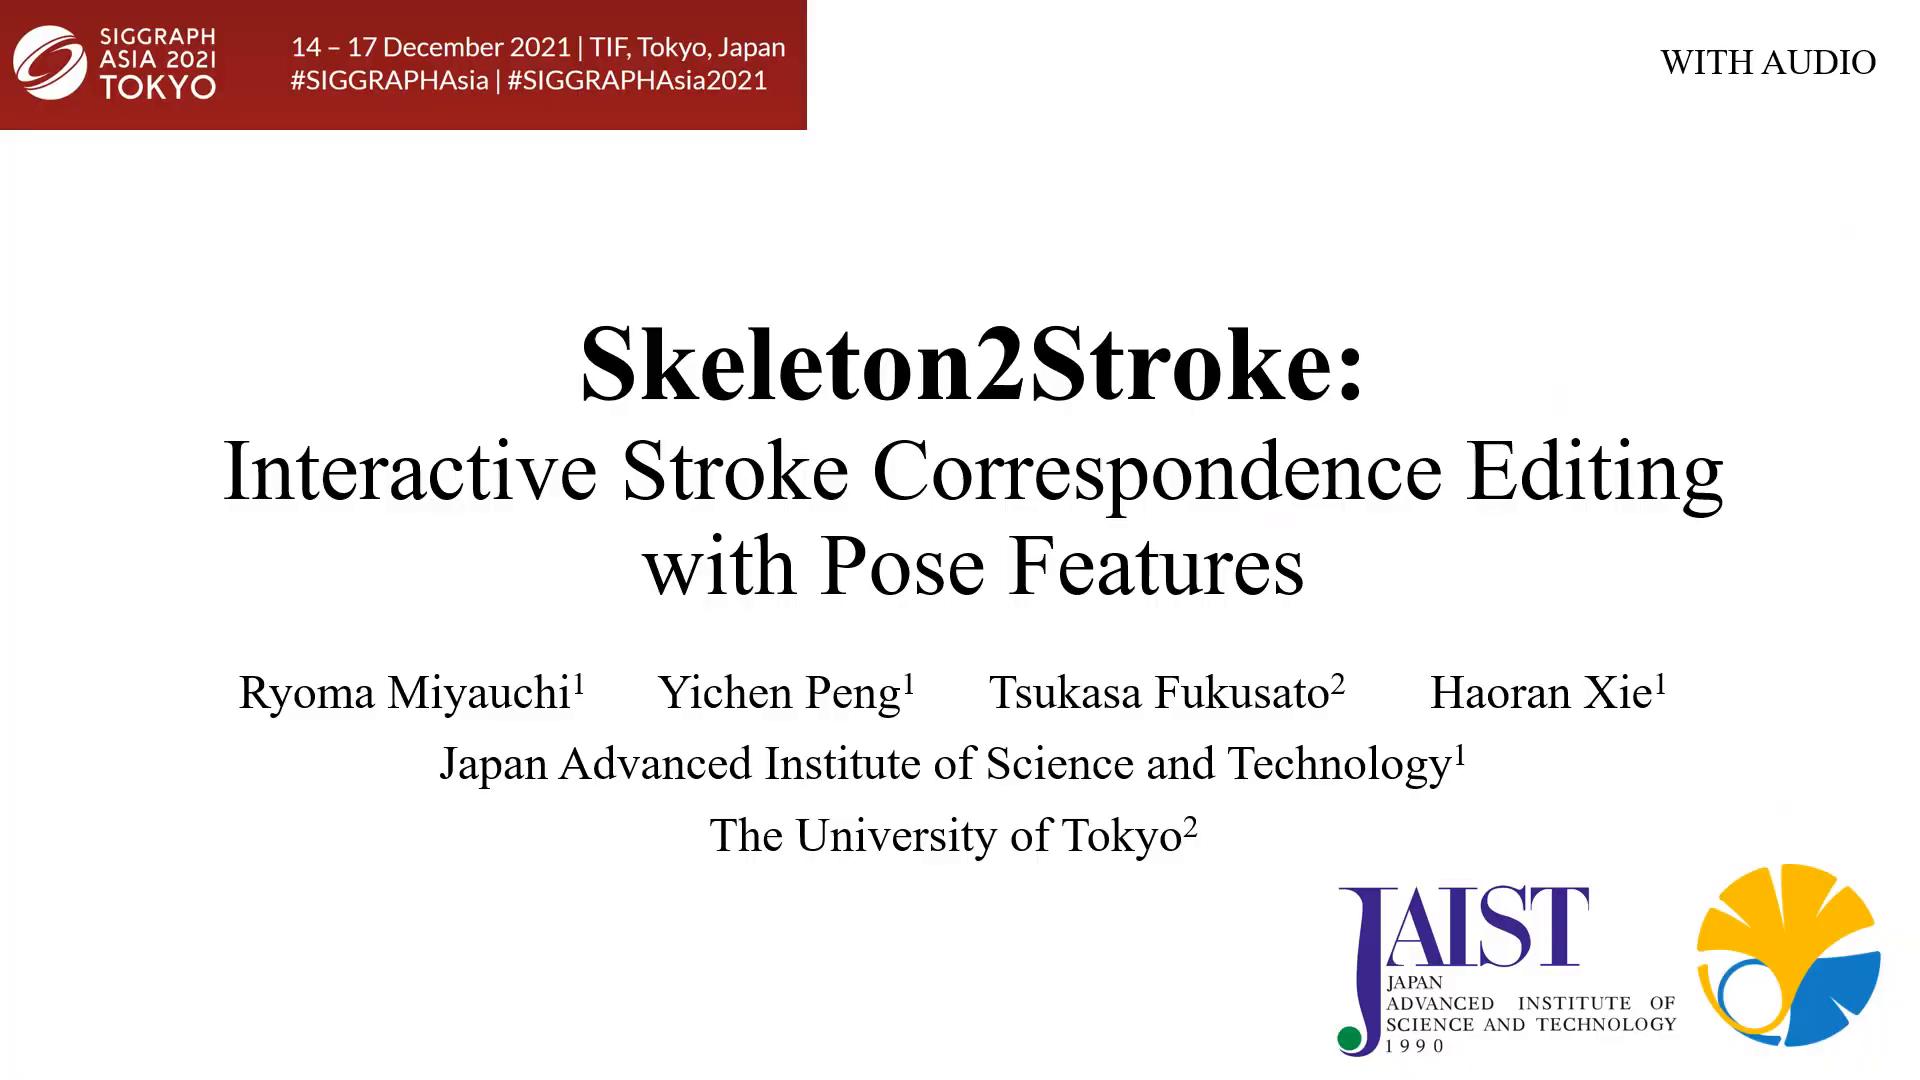 SIGGRAPH
ASIA 2021
TOKYO
14 – 17 December 2021 | TIF, Tokyo, Japan
#SIGGRAPHAsia | #SIGGRAPHAsia2021
WITH AUDIO
Skeleton2Stroke:
Interactive Stroke Correspondence Editing
with Pose Features
Ryoma Miyauchi¹ Yichen Peng¹ Tsukasa Fukusato² Haoran Xie¹
Japan Advanced Institute of Science and Technology¹
The University of Tokyo²
JAIST
JAPAN
ADVANCED INSTITUTE OF
SCIENCE AND TECHNOLOGY
1990